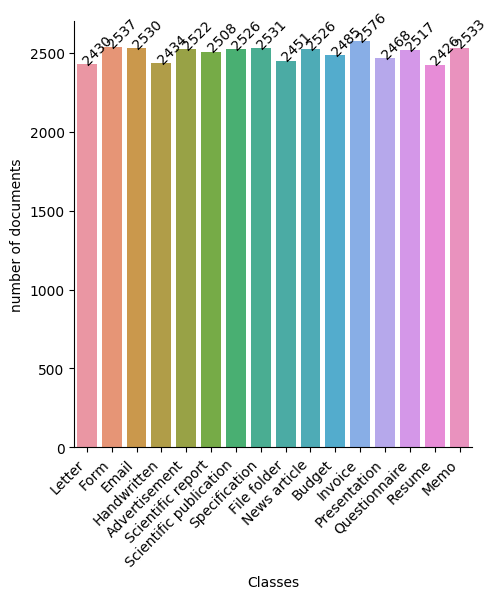 2430
2537
2530
2434
2522
2508
2526
2531
2451
2526
2485
2576
2468
2517
2426
2533
2500
2000
1500
1000
500
0
number of documents
Letter
Form
Email
Handwritten
Advertisement
Scientific report
Scientific publication
Specification
File folder
News article
Budget
Invoice
Presentation
Questionnaire
Resume
Memo
Classes